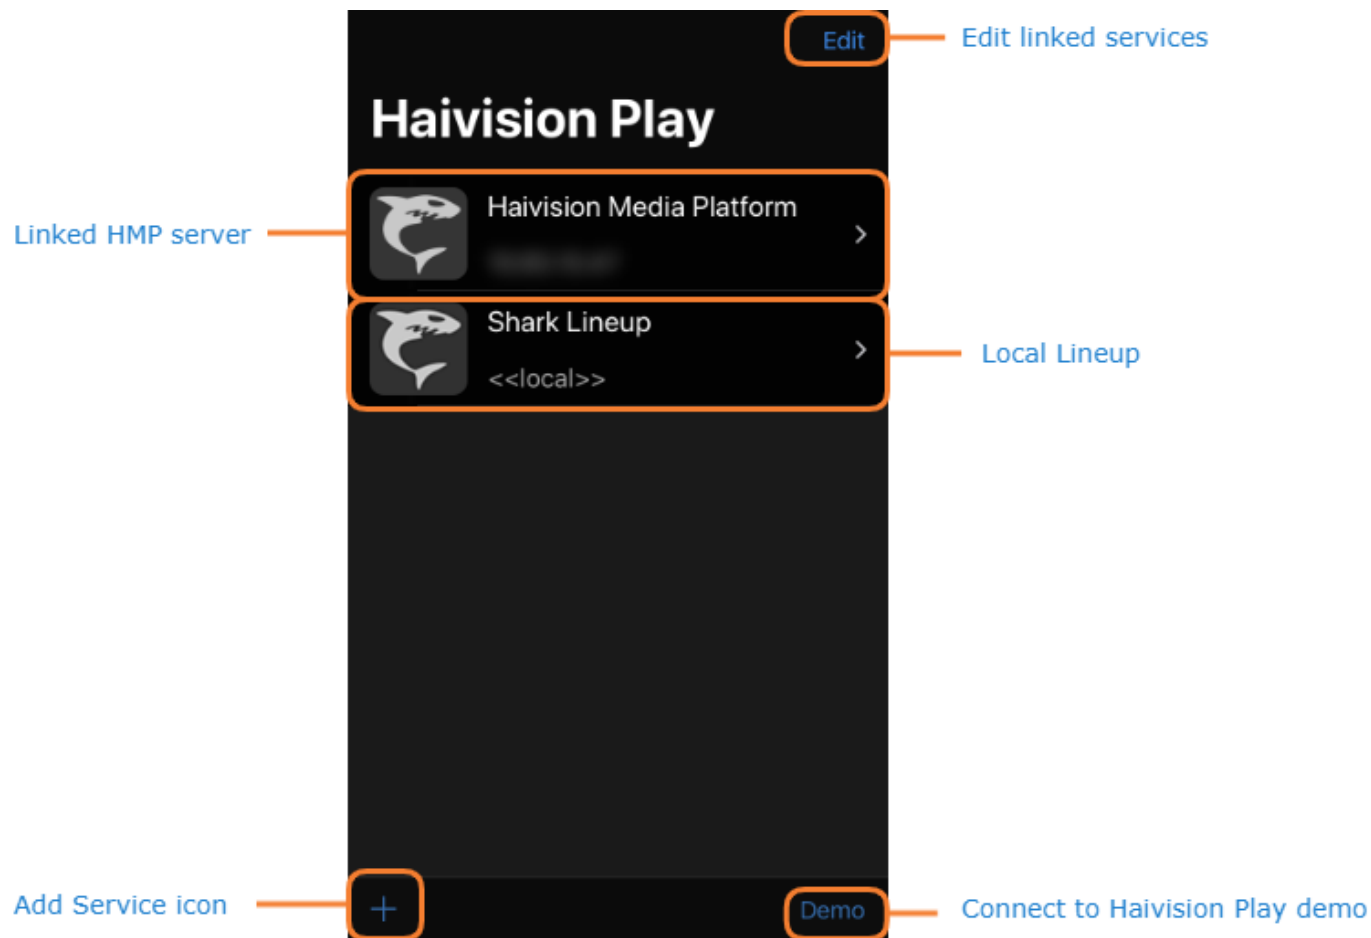 Edit
Edit linked services
Haivision Play
Linked HMP server
Haivision Media Platform
Shark Lineup
<<local>>
Local Lineup
Add Service icon
+
Demo
Connect to Haivision Play demo